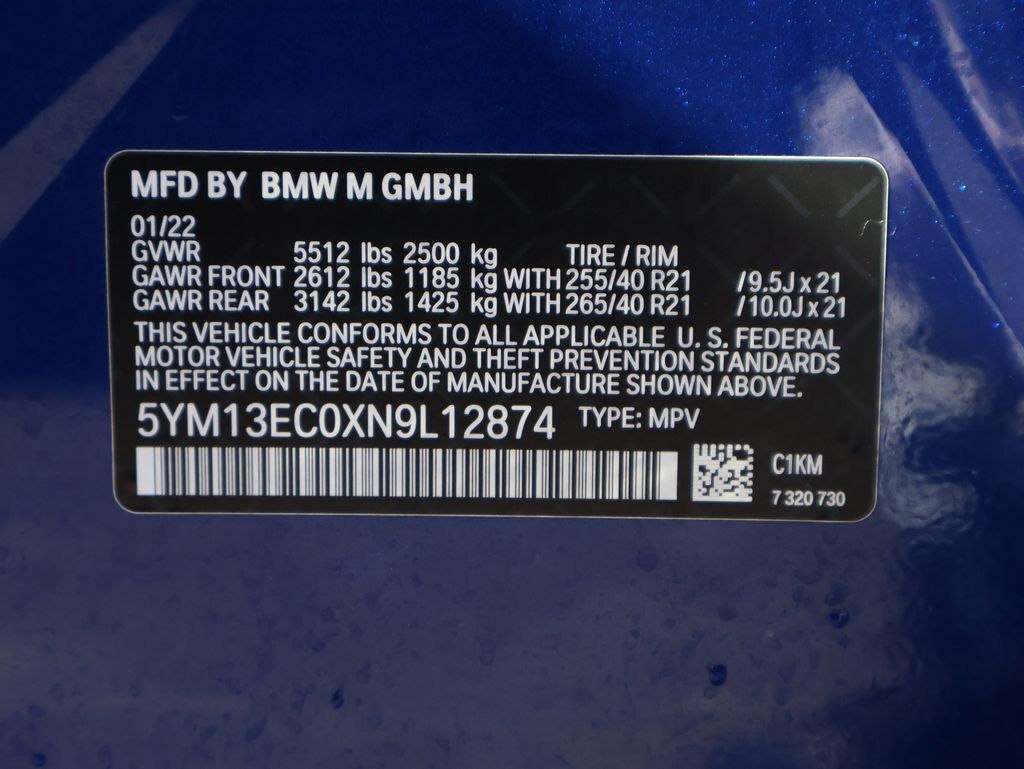 MFD BY BMW M GMBH
01/22
GVWR 5512 lbs 2500 kg TIRE / RIM
GAWR FRONT 2612 lbs 1185 kg WITH 255/40 R21 /9.5J x 21
GAWR REAR 3142 lbs 1425 kg WITH 265/40 R21 /10.0J x 21
THIS VEHICLE CONFORMS TO ALL APPLICABLE U. S. FEDERAL
MOTOR VEHICLE SAFETY AND THEFT PREVENTION STANDARDS
IN EFFECT ON THE DATE OF MANUFACTURE SHOWN ABOVE.
5YM13EC0XN9L12874 TYPE: MPV
C1KM
7 320 730